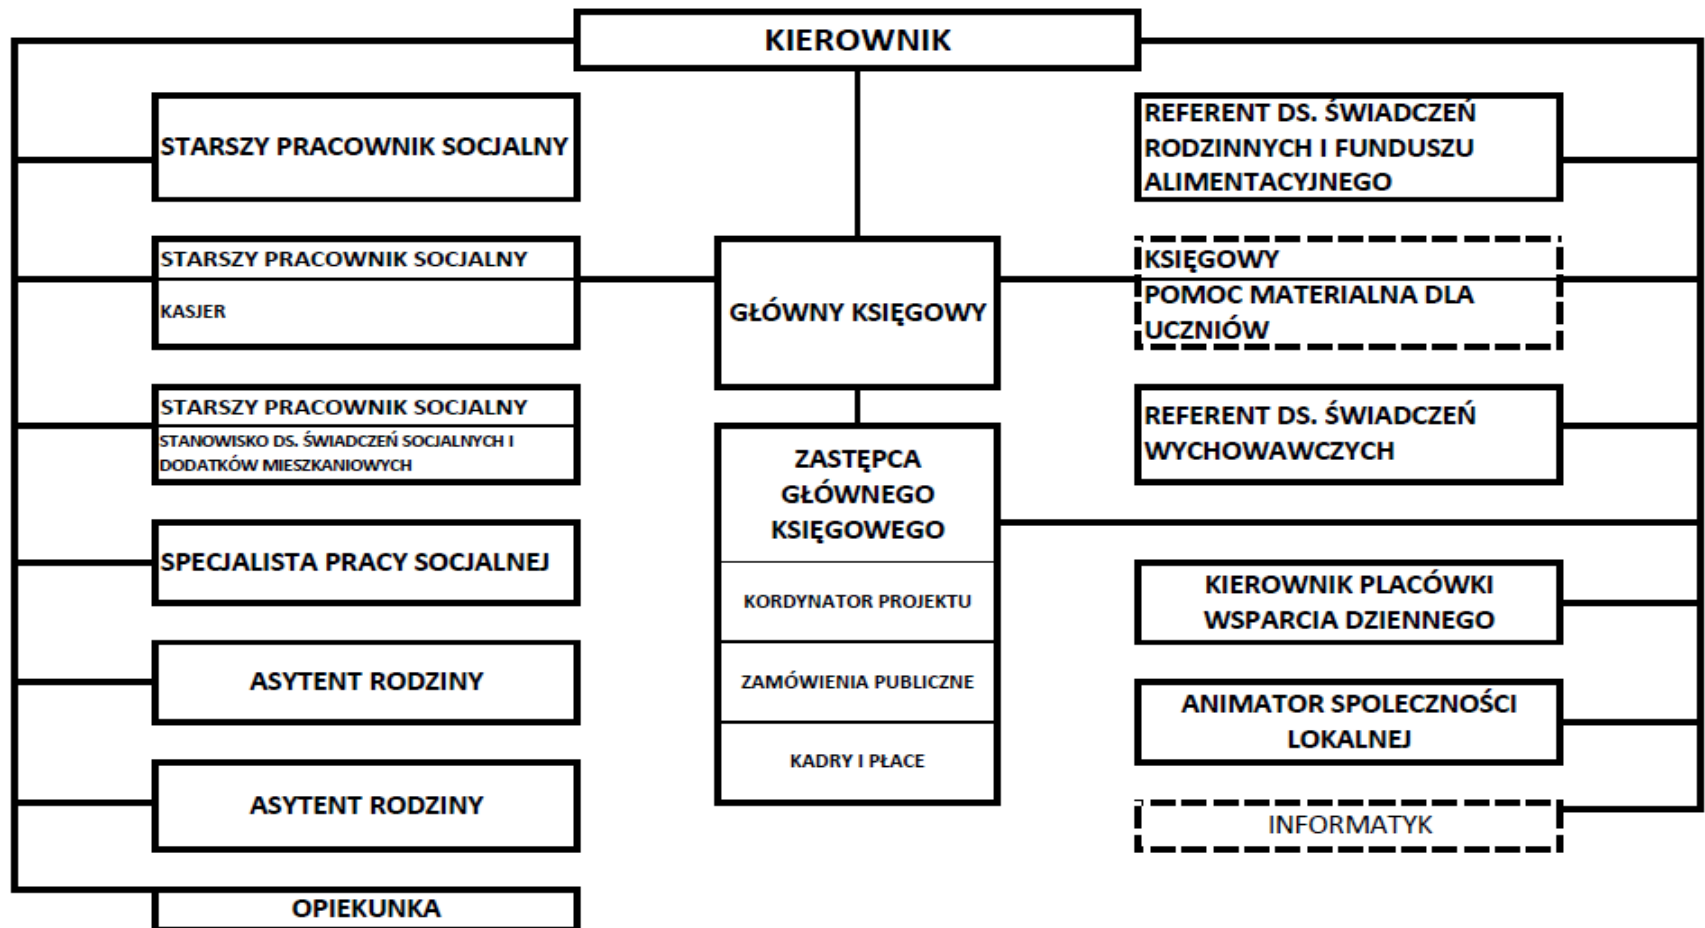 KIEROWNIK
STARSZY PRACOWNIK SOCJALNY
STARSZY PRACOWNIK SOCJALNY
KASJER
STARSZY PRACOWNIK SOCJALNY
STANOWISKO DS. ŚWIADCZEŃ SOCJALNYCH I
DODATKÓW MIESZKANIOWYCH
SPECJALISTA PRACY SOCJALNEJ
ASYTENT RODZINY
ASYTENT RODZINY
OPIEKUNKA
GŁÓWNY KSIĘGOWY
ZASTĘPCA
GŁÓWNEGO
KSIĘGOWEGO
KORDYNATOR PROJEKTU
ZAMÓWIENIA PUBLICZNE
KADRY I PŁACE
REFERENT DS. ŚWIADCZEŃ
RODZINNYCH I FUNDUSZU
ALIMENTACYJNEGO
KSIĘGOWY
POMOC MATERIALNA DLA
UCZNIÓW
REFERENT DS. ŚWIADCZEŃ
WYCHOWAWCZYCH
KIEROWNIK PLACÓWKI
WSPARCIA DZIENNEGO
ANIMATOR SPOLECZNOŚCI
LOKALNEJ
INFORMATYK